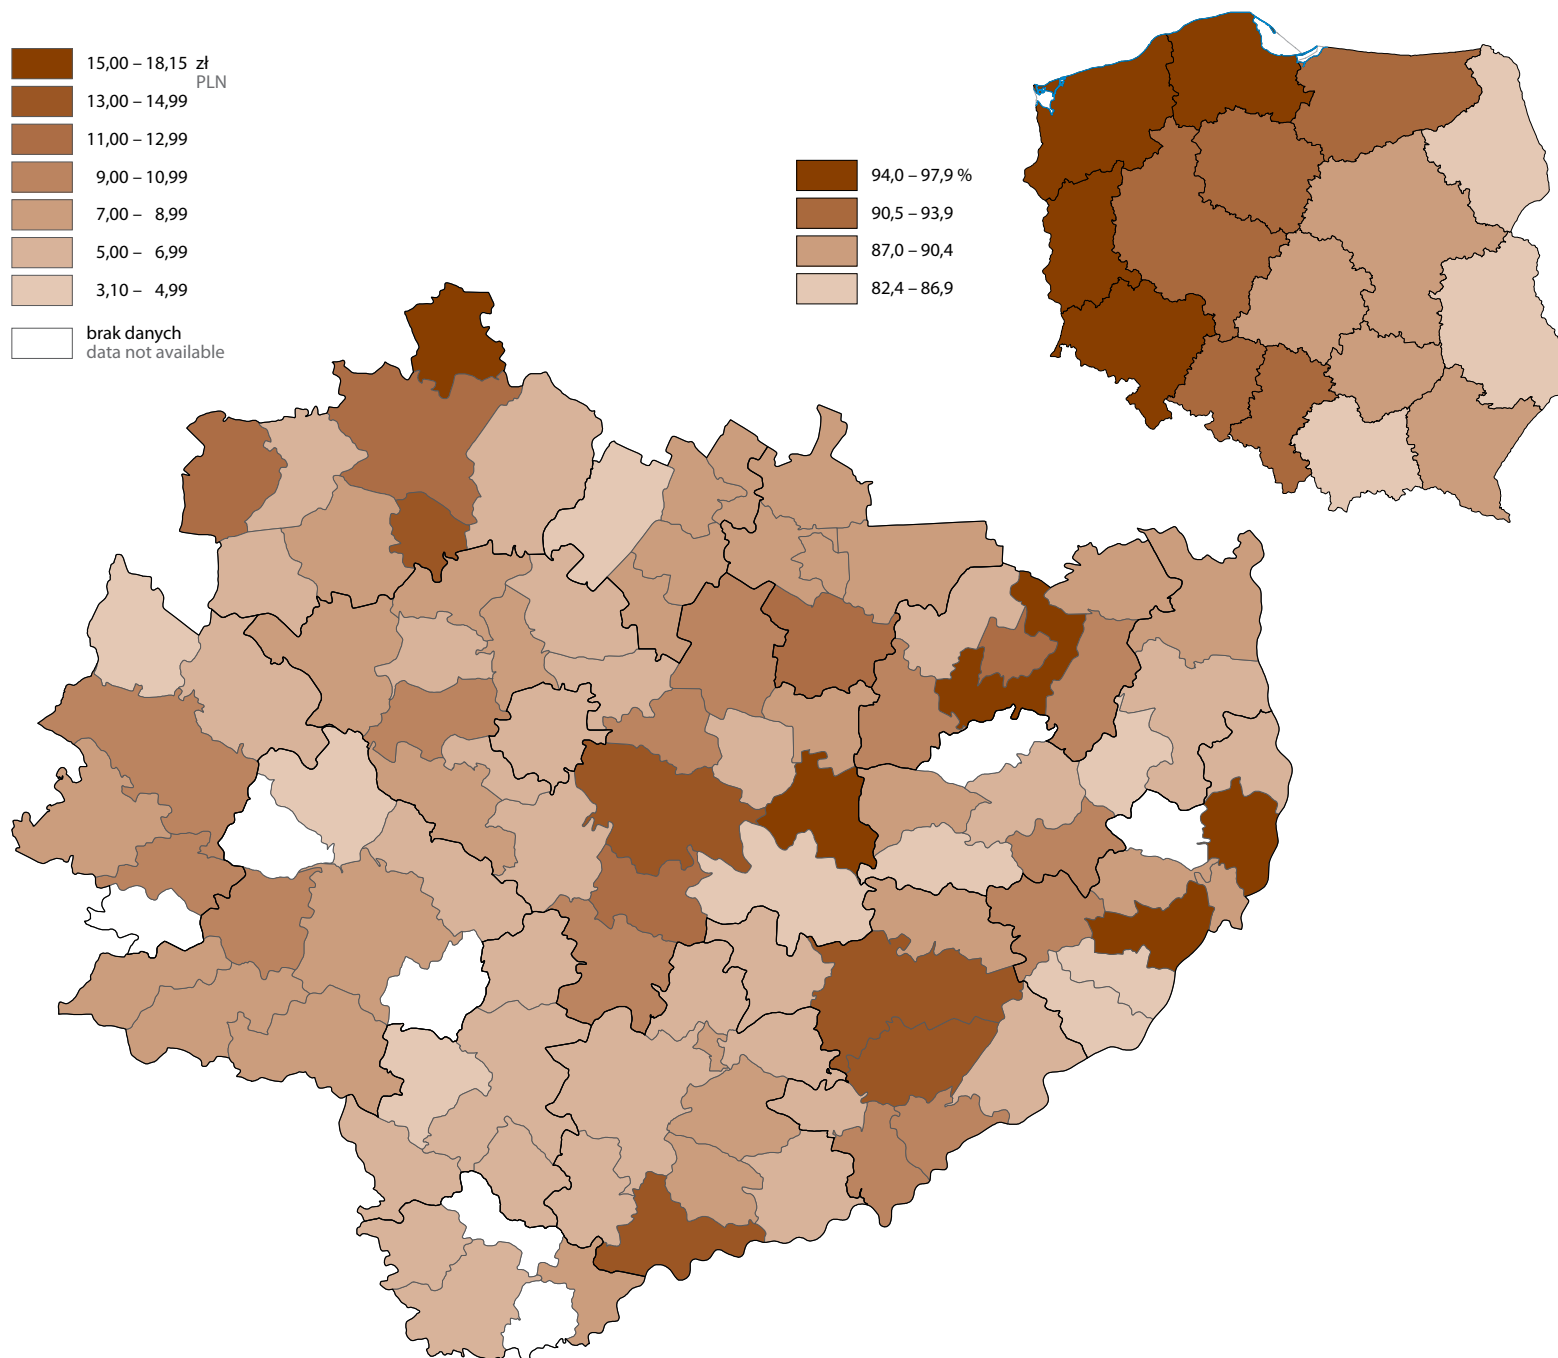 15,00 – 18,15 zł
PLN
13,00 – 14,99
11,00 – 12,99
9,00 – 10,99
7,00 – 8,99
5,00 – 6,99
3,10 – 4,99
brak danych
data not available
94,0 – 97,9 %
90,5 – 93,9
87,0 – 90,4
82,4 – 86,9